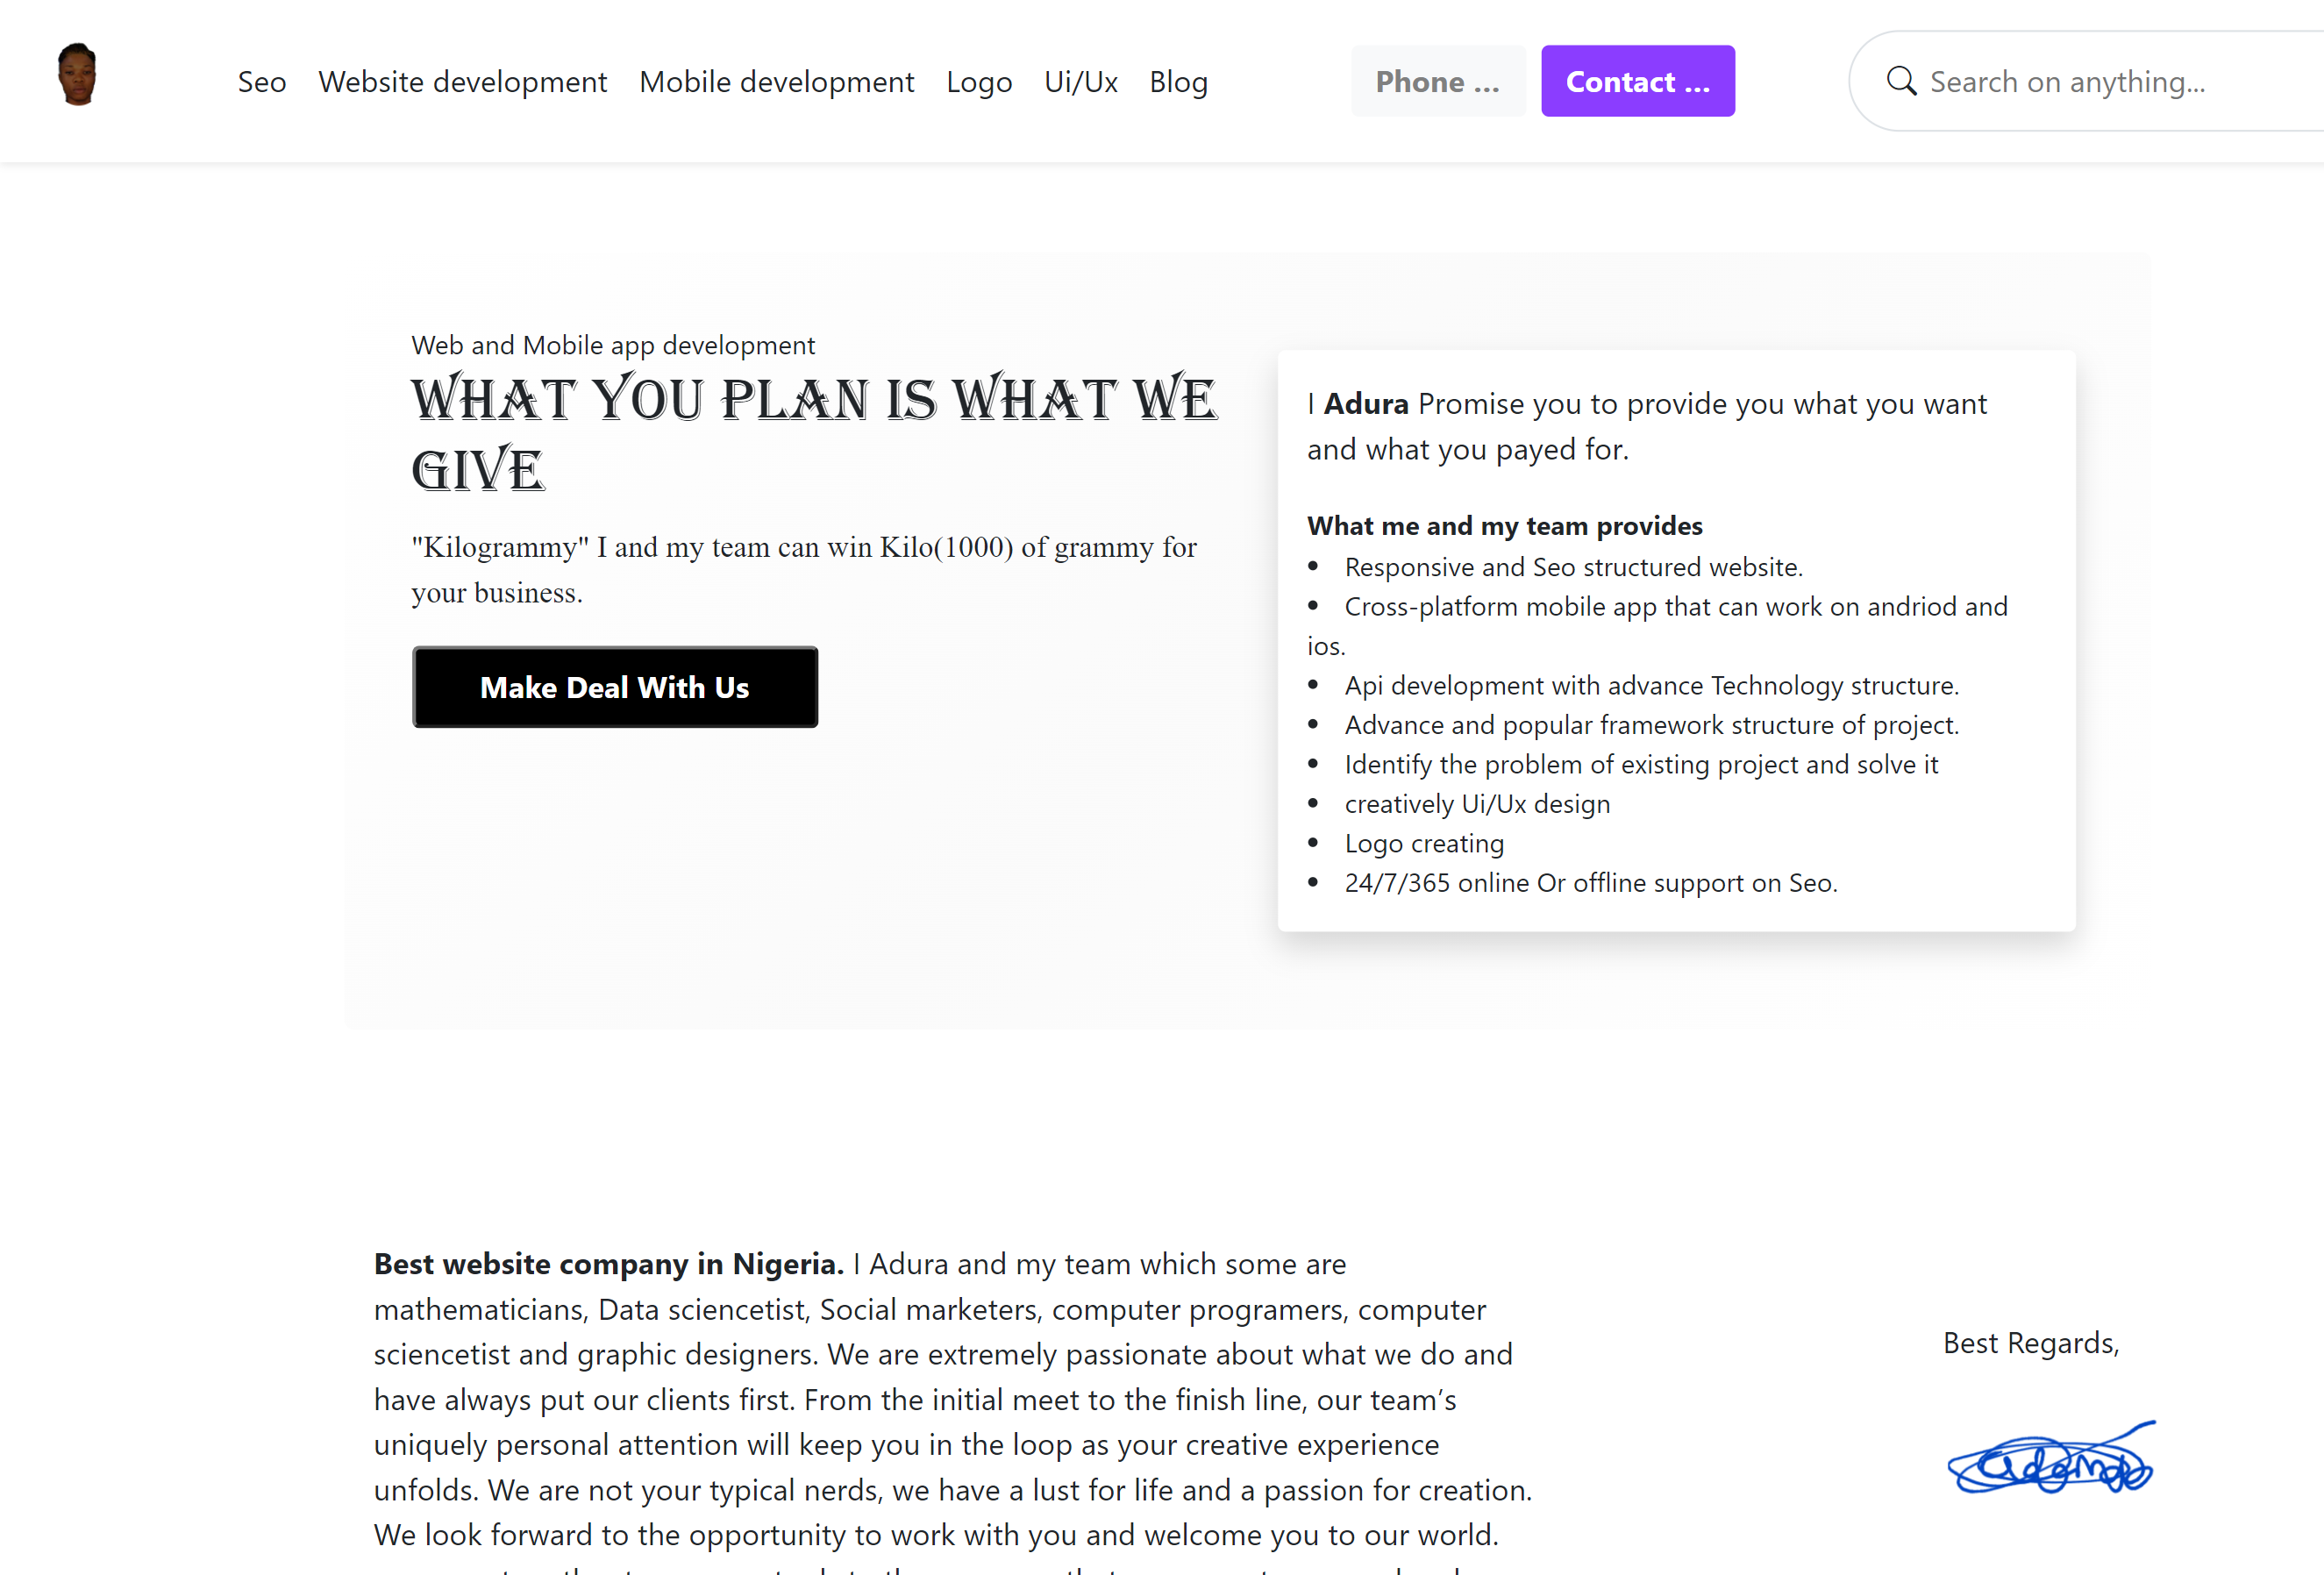 Seo Website development Mobile development Logo Ui/Ux Blog Phone ... Contact ... Search on anything...
Web and Mobile app development
WHAT YOU PLAN IS WHAT WE
GIVE
"Kilogrammy" I and my team can win Kilo(1000) of grammy for
your business.
Make Deal With Us
I Adura Promise you to provide you what you want
and what you payed for.
What me and my team provides
• Responsive and Seo structured website.
• Cross-platform mobile app that can work on andriod and
ios.
• Api development with advance Technology structure.
• Advance and popular framework structure of project.
• Identify the problem of existing project and solve it
• creatively Ui/Ux design
• Logo creating
• 24/7/365 online Or offline support on Seo.
Best website company in Nigeria. I Adura and my team which some are
mathematicians, Data sciencetist, Social marketers, computer programers, computer
sciencetist and graphic designers. We are extremely passionate about what we do and
have always put our clients first. From the initial meet to the finish line, our team’s
uniquely personal attention will keep you in the loop as your creative experience
unfolds. We are not your typical nerds, we have a lust for life and a passion for creation.
We look forward to the opportunity to work with you and welcome you to our world.
Best Regards,